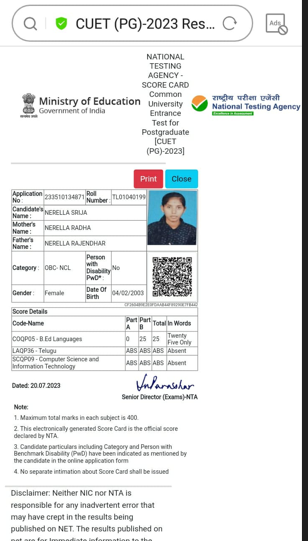 CUET (PG)-2023 Res...
Ads
NATIONAL
TESTING
AGENCY -
SCORE CARD
Common
University
Entrance
Test for
Postgraduate
[CUET
(PG)-2023]
Ministry of Education
Government of India
राष्ट्रीय परीक्षा एजेंसी
National Testing Agency
Excellence in Assessment
Print Close
Application No : 233510134871 Roll Number : TL01040199
Candidate's Name : NERELLA SRIJA
Mother's Name : NERELLA RADHA
Father's Name : NERELLA RAJENDHAR
Category : OBC- NCL Person with Disability PwD* : No
Gender : Female Date Of Birth 04/02/2003
Score Details
Code-Name Part A Part B Total In Words
COQP05 - B.Ed Languages 0 25 25 Twenty Five Only
LAQP36 - Telugu ABS ABS ABS Absent
SCQP09 - Computer Science and Information Technology ABS ABS ABS Absent
Dated: 20.07.2023
Senior Director (Exams)-NTA
Note:
1. Maximum total marks in each subject is 400.
2. This electronically generated Score Card is the official score
declared by NTA.
3. Candidate particulars including Category and Person with
Benchmark Disability (PwD) have been indicated as mentioned by
the candidate in the online application form
4. No separate intimation about Score Card shall be issued
Disclaimer: Neither NIC nor NTA is
responsible for any inadvertent error that
may have crept in the results being
published on NET. The results published on
net are for immediate information to the